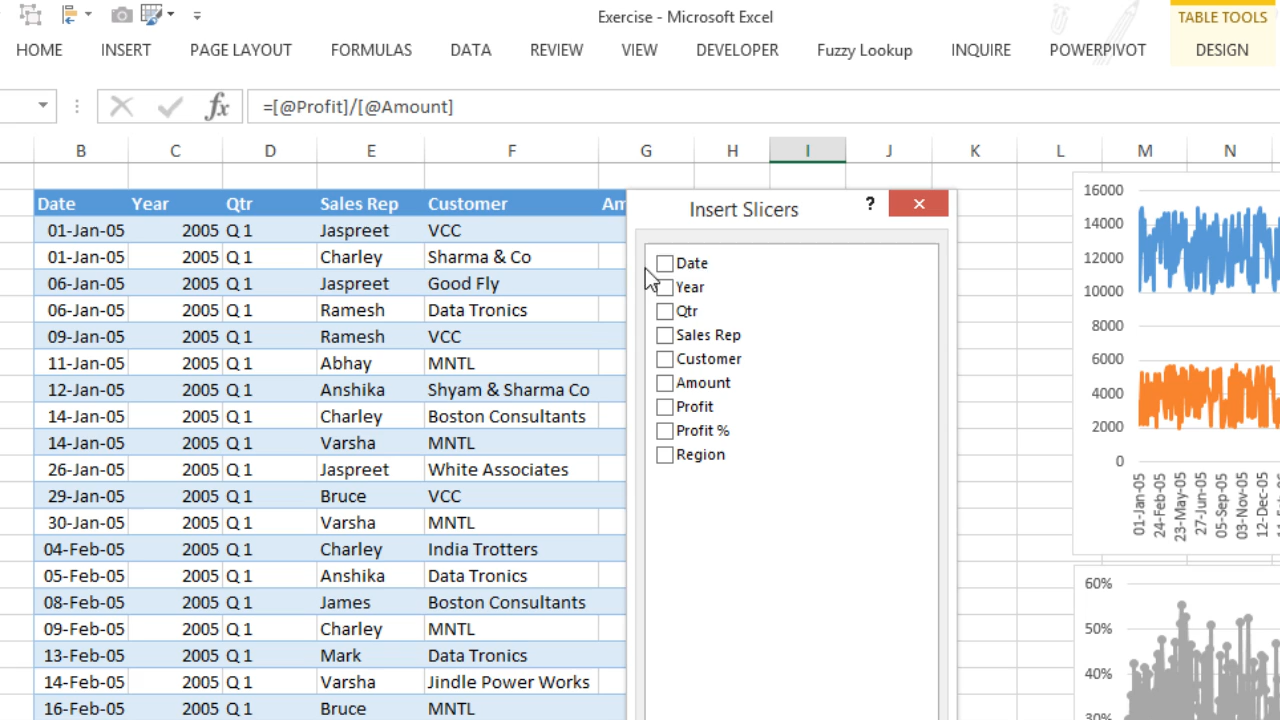 Exercise - Microsoft Excel
TABLE TOOLS
HOME INSERT PAGE LAYOUT FORMULAS DATA REVIEW VIEW DEVELOPER Fuzzy Lookup INQUIRE POWERPIVOT DESIGN
fx =[@Profit]/[@Amount]
B C D E F G H I J K L M N
Date Year Qtr Sales Rep Customer Am
01-Jan-05 2005 Q 1 Jaspreet VCC
01-Jan-05 2005 Q 1 Charley Sharma & Co
06-Jan-05 2005 Q 1 Jaspreet Good Fly
06-Jan-05 2005 Q 1 Ramesh Data Tronics
09-Jan-05 2005 Q 1 Ramesh VCC
11-Jan-05 2005 Q 1 Abhay MNTL
12-Jan-05 2005 Q 1 Anshika Shyam & Sharma Co
14-Jan-05 2005 Q 1 Charley Boston Consultants
14-Jan-05 2005 Q 1 Varsha MNTL
26-Jan-05 2005 Q 1 Jaspreet White Associates
29-Jan-05 2005 Q 1 Bruce VCC
30-Jan-05 2005 Q 1 Varsha MNTL
04-Feb-05 2005 Q 1 Charley India Trotters
05-Feb-05 2005 Q 1 Anshika Data Tronics
08-Feb-05 2005 Q 1 James Boston Consultants
09-Feb-05 2005 Q 1 Charley MNTL
13-Feb-05 2005 Q 1 Mark Data Tronics
14-Feb-05 2005 Q 1 Varsha Jindle Power Works
16-Feb-05 2005 Q 1 Bruce MNTL
Insert Slicers ?
Date
Year
Qtr
Sales Rep
Customer
Amount
Profit
Profit %
Region
16000
14000
12000
10000
8000
6000
4000
2000
0
01-Jan-05
24-Feb-05
23-May-05
27-Jun-05
05-Sep-05
03-Nov-05
12-Dec-05
60%
50%
40%
30%